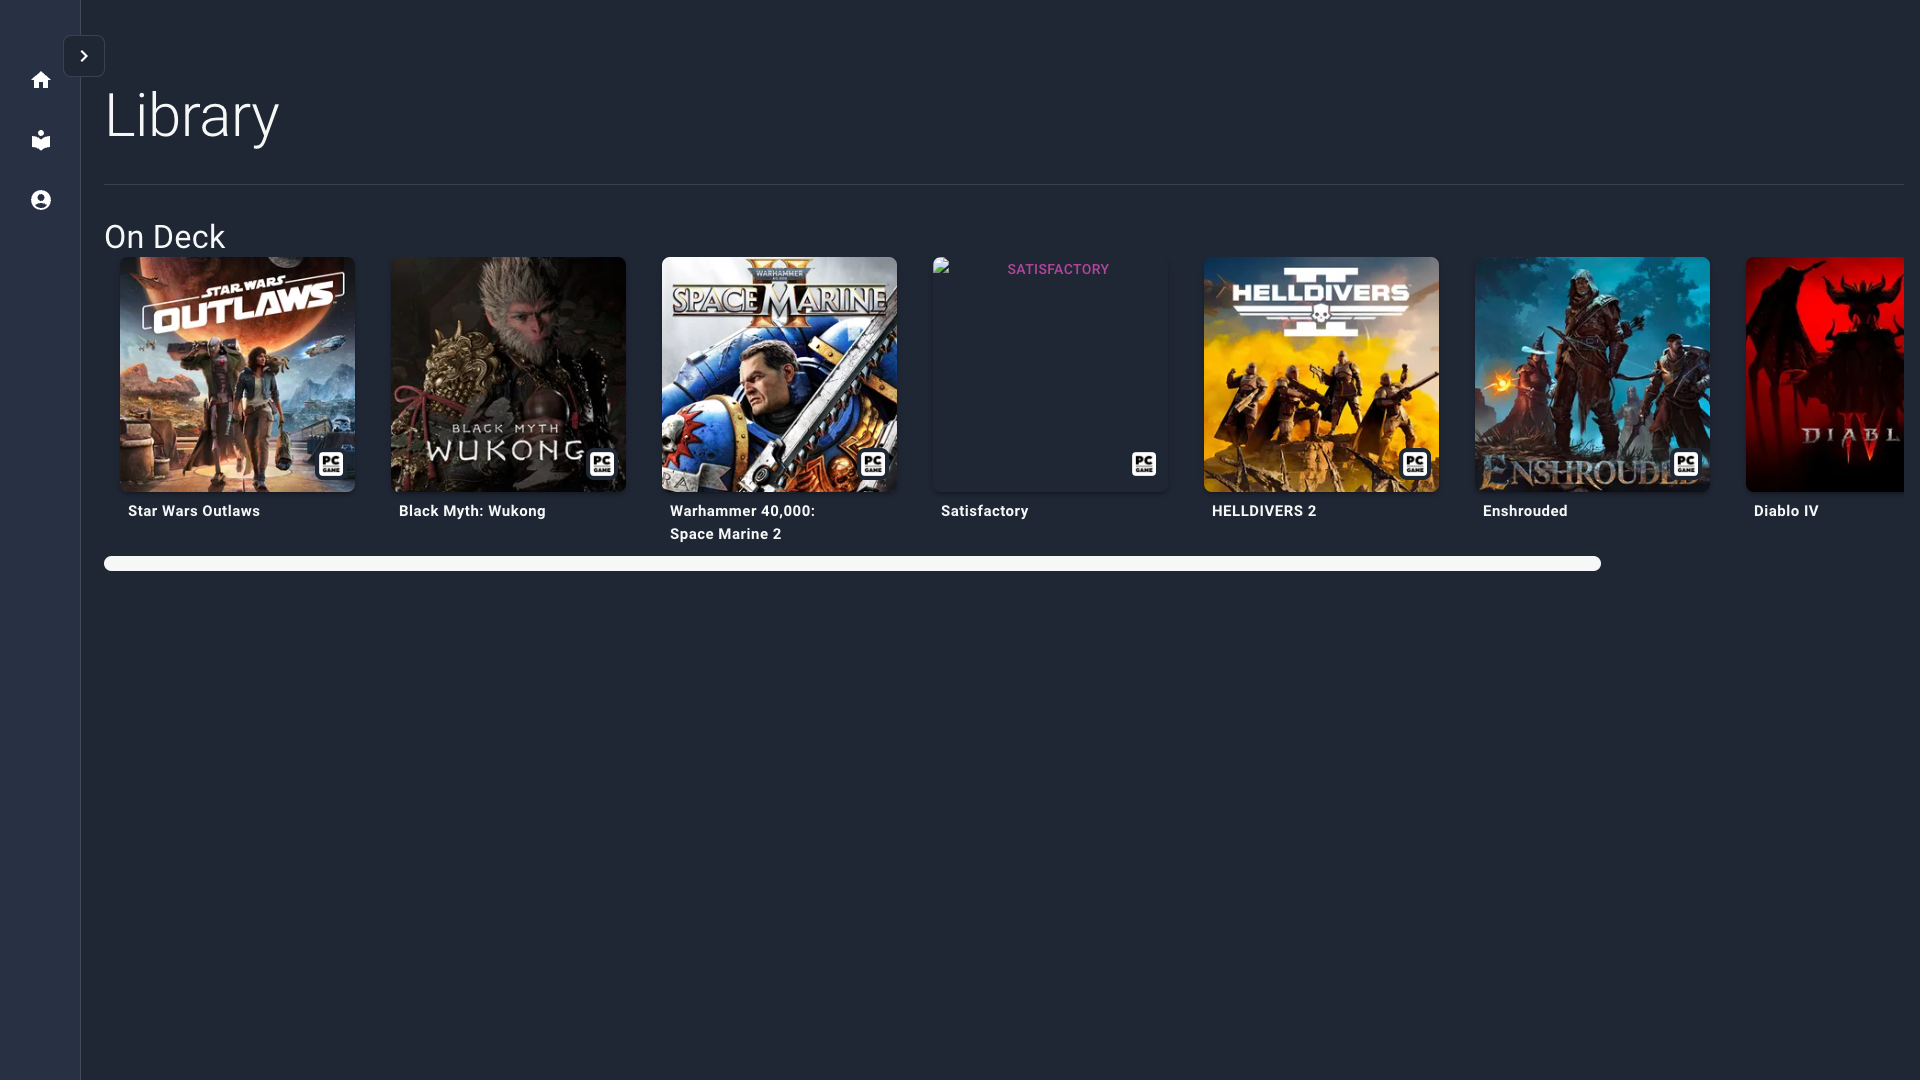 Library
On Deck
STAR WARS
OUTLAWS
PC
GAME
Star Wars Outlaws
BLACK MYTH
WUKONG
PC
GAME
Black Myth: Wukong
WARHAMMER
SPACE MARINE
II
PC
GAME
Warhammer 40,000:
Space Marine 2
SATISFACTORY
PC
GAME
Satisfactory
HELLDIVERS
II
PC
GAME
HELLDIVERS 2
ENSHROUDED
PC
GAME
Enshrouded
DIABL
IV
Diablo IV